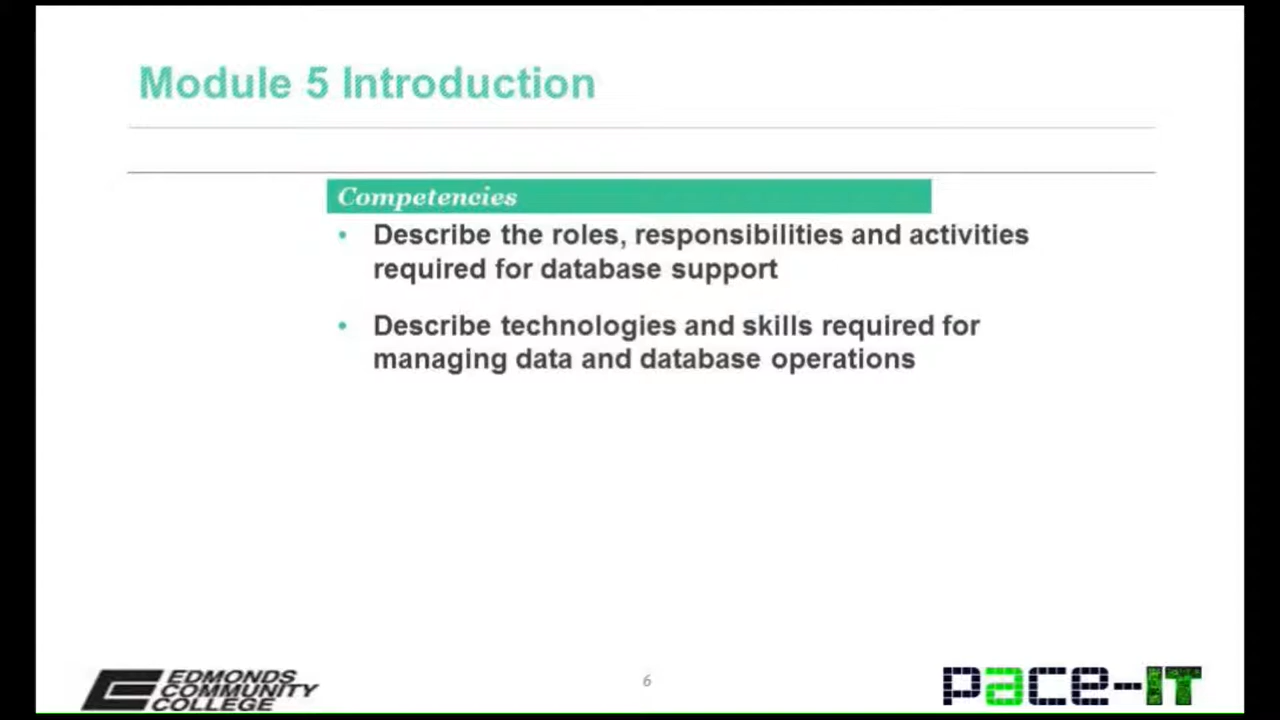 Module 5 Introduction
Competencies
• Describe the roles, responsibilities and activities
required for database support
• Describe technologies and skills required for
managing data and database operations
EDMONDS
COMMUNITY
COLLEGE
6
pace-IT